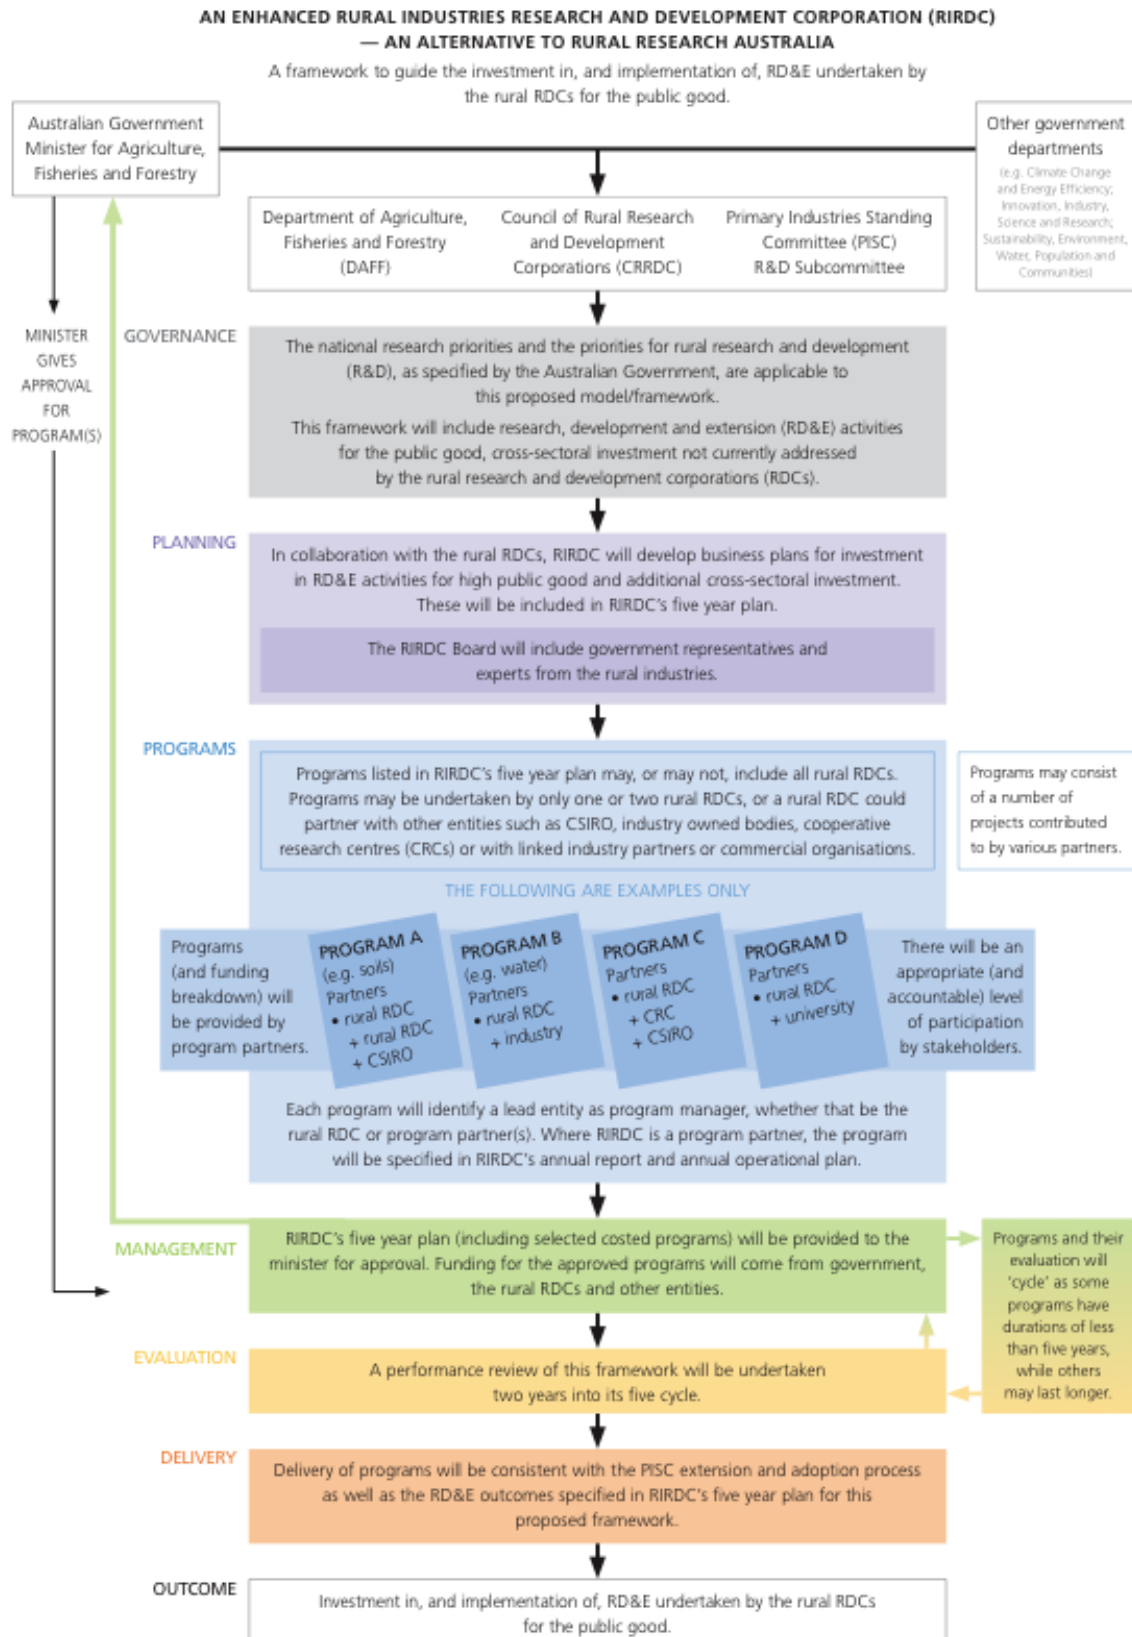 AN ENHANCED RURAL INDUSTRIES RESEARCH AND DEVELOPMENT CORPORATION (RIRDC)
— AN ALTERNATIVE TO RURAL RESEARCH AUSTRALIA
A framework to guide the investment in, and implementation of, RD&E undertaken by
the rural RDCs for the public good.
Australian Government
Minister for Agriculture,
Fisheries and Forestry
Other government
departments
(e.g. Climate Change
and Energy Efficiency;
Innovation, Industry,
Science and Research;
Sustainability, Environment,
Water, Population and
Communities)
Department of Agriculture,
Fisheries and Forestry
(DAFF)
Council of Rural Research
and Development
Corporations (CRRDC)
Primary Industries Standing
Committee (PISC)
R&D Subcommittee
MINISTER
GIVES
APPROVAL
FOR
PROGRAM(S)
GOVERNANCE
The national research priorities and the priorities for rural research and development
(R&D), as specified by the Australian Government, are applicable to
this proposed model/framework.
This framework will include research, development and extension (RD&E) activities
for the public good, cross-sectoral investment not currently addressed
by the rural research and development corporations (RDCs).
PLANNING
In collaboration with the rural RDCs, RIRDC will develop business plans for investment
in RD&E activities for high public good and additional cross-sectoral investment.
These will be included in RIRDC's five year plan.
The RIRDC Board will include government representatives and
experts from the rural industries.
PROGRAMS
Programs listed in RIRDC's five year plan may, or may not, include all rural RDCs.
Programs may be undertaken by only one or two rural RDCs, or a rural RDC could
partner with other entities such as CSIRO, industry owned bodies, cooperative
research centres (CRCs) or with linked industry partners or commercial organisations.
Programs may consist
of a number of
projects contributed
to by various partners.
THE FOLLOWING ARE EXAMPLES ONLY
Programs
(and funding
breakdown) will
be provided by
program partners.
PROGRAM A
(e.g. soils)
Partners
• rural RDC
+ rural RDC
+ CSIRO
PROGRAM B
(e.g. water)
Partners
• rural RDC
+ industry
PROGRAM C
Partners
• rural RDC
+ CRC
+ CSIRO
PROGRAM D
Partners
• rural RDC
+ university
There will be an
appropriate (and
accountable) level
of participation
by stakeholders.
Each program will identify a lead entity as program manager, whether that be the
rural RDC or program partner(s). Where RIRDC is a program partner, the program
will be specified in RIRDC's annual report and annual operational plan.
MANAGEMENT
RIRDC's five year plan (including selected costed programs) will be provided to the
minister for approval. Funding for the approved programs will come from government,
the rural RDCs and other entities.
Programs and their
evaluation will
'cycle' as some
programs have
durations of less
than five years,
while others
may last longer.
EVALUATION
A performance review of this framework will be undertaken
two years into its five cycle.
DELIVERY
Delivery of programs will be consistent with the PISC extension and adoption process
as well as the RD&E outcomes specified in RIRDC's five year plan for this
proposed framework.
OUTCOME
Investment in, and implementation of, RD&E undertaken by the rural RDCs
for the public good.